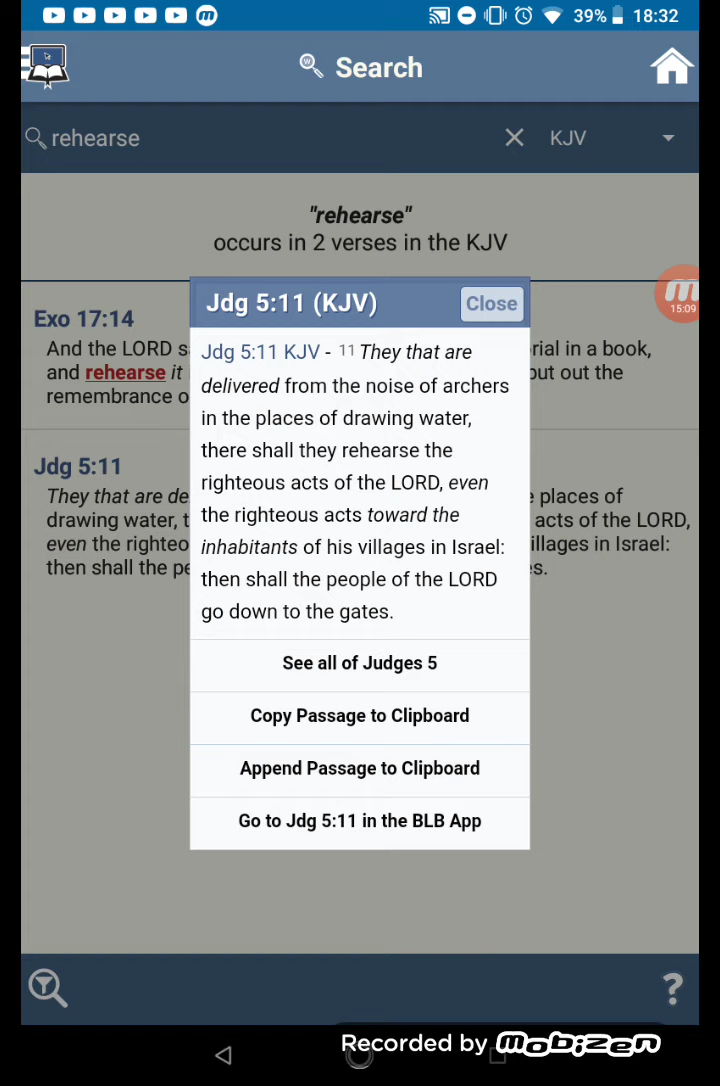 39% 18:32
Search
rehearse KJV
"rehearse"
occurs in 2 verses in the KJV
15:09
Exo 17:14
And the LORD s rial in a book,
and rehearse it out out the
remembrance o
Jdg 5:11
They that are de places of
drawing water, t acts of the LORD,
even the righteo illages in Israel:
then shall the pe es.
Jdg 5:11 (KJV) Close
Jdg 5:11 KJV - 11 They that are
delivered from the noise of archers
in the places of drawing water,
there shall they rehearse the
righteous acts of the LORD, even
the righteous acts toward the
inhabitants of his villages in Israel:
then shall the people of the LORD
go down to the gates.
See all of Judges 5
Copy Passage to Clipboard
Append Passage to Clipboard
Go to Jdg 5:11 in the BLB App
?
Recorded by mobizen